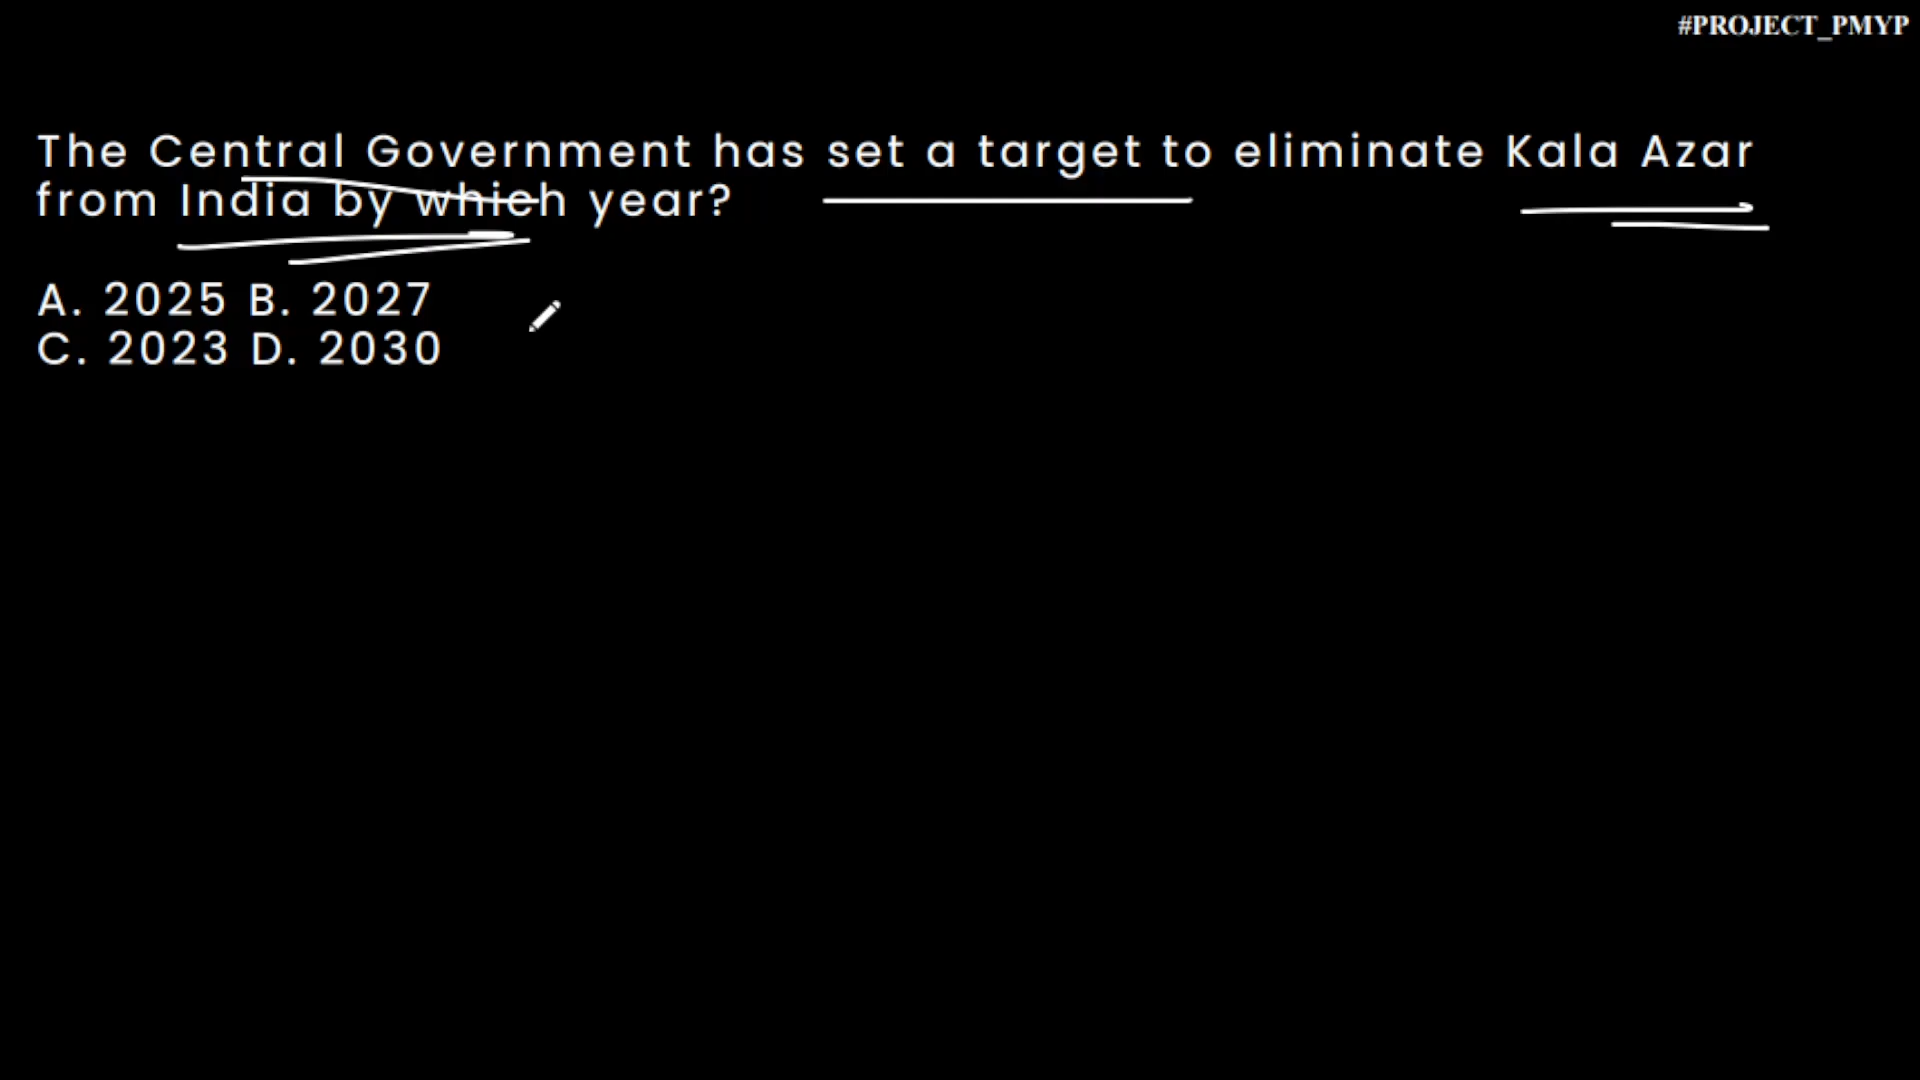 #PROJECT_PMYP
The Central Government has set a target to eliminate Kala Azar
from India by which year?
A. 2025 B. 2027
C. 2023 D. 2030